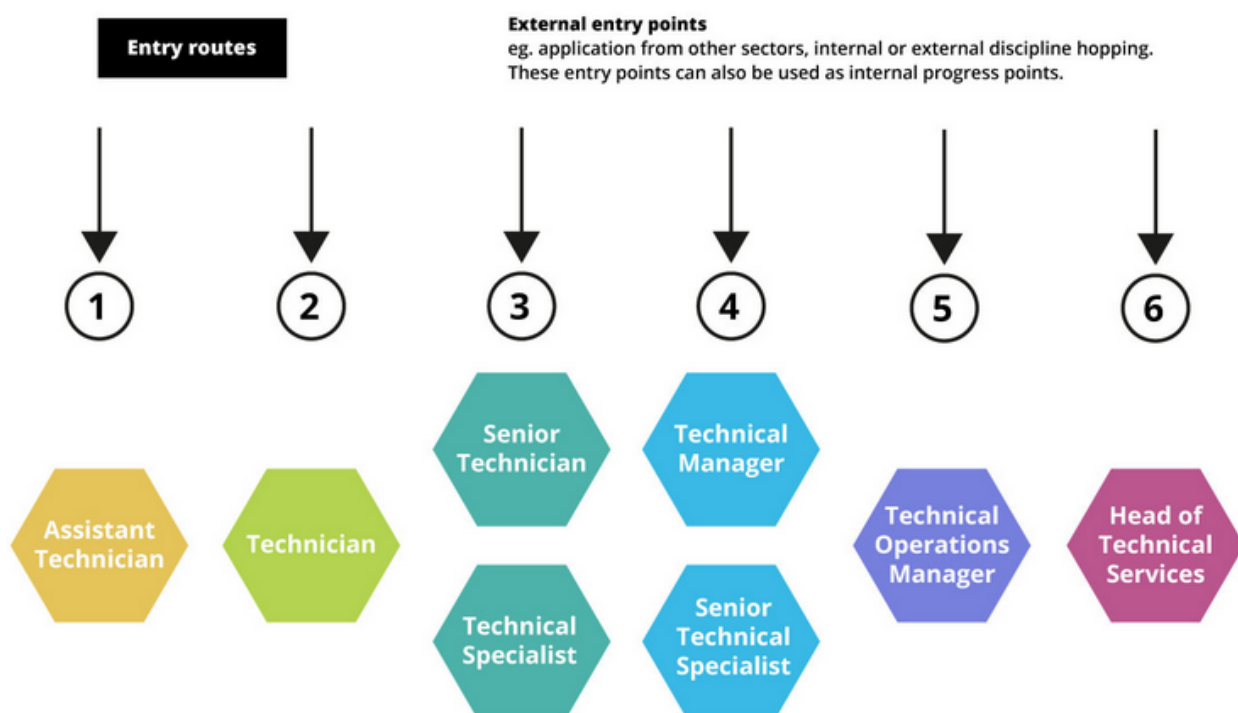 Entry routes
External entry points
eg. application from other sectors, internal or external discipline hopping.
These entry points can also be used as internal progress points.
1
2
3
4
5
6
Assistant
Technician
Technician
Senior
Technician
Technical
Specialist
Technical
Manager
Senior
Technical
Specialist
Technical
Operations
Manager
Head of
Technical
Services